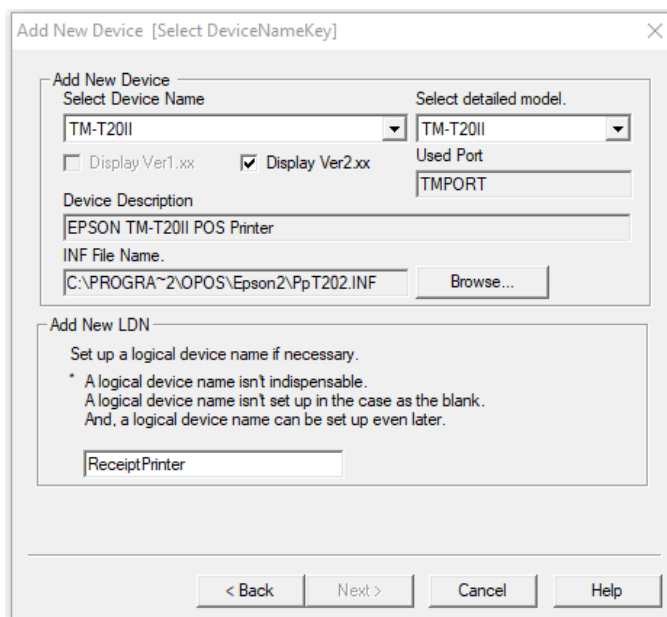 Add New Device [Select DeviceNameKey]
Add New Device
Select Device Name
Select detailed model.
TM-T20II
TM-T20II
Display Ver1.xx
Display Ver2.xx
Used Port
TMPORT
Device Description
EPSON TM-T20II POS Printer
INF File Name.
C:\PROGRA~2\OPOS\Epson2\PpT202.INF
Browse...
Add New LDN
Set up a logical device name if necessary.
* A logical device name isn't indispensable.
A logical device name isn't set up in the case as the blank.
And, a logical device name can be set up even later.
ReceiptPrinter
< Back
Next >
Cancel
Help